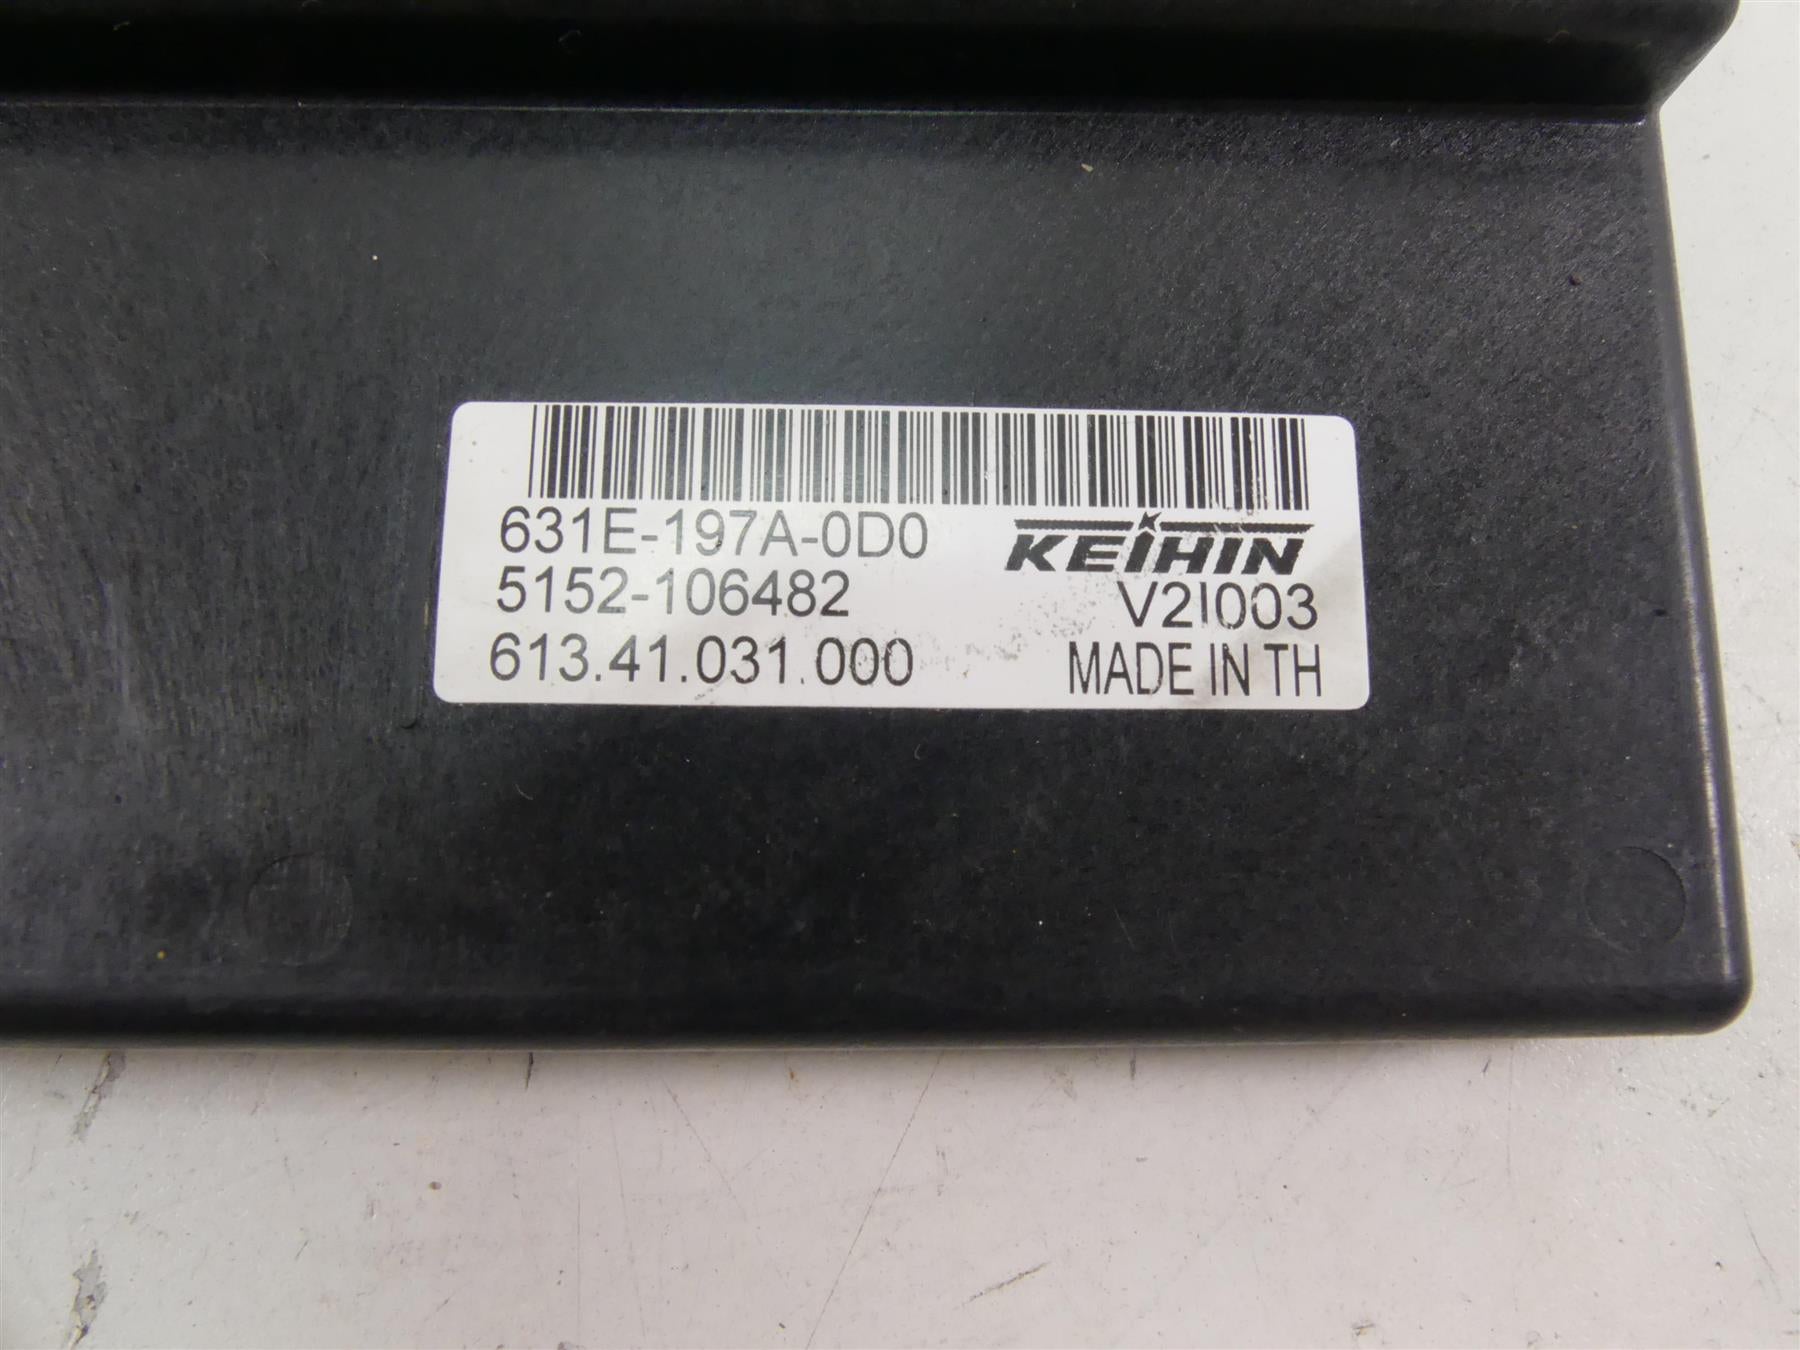 631E-197A-0D0 KEIHIN
5152-106482 V2I003
613.41.031.000 MADE IN TH